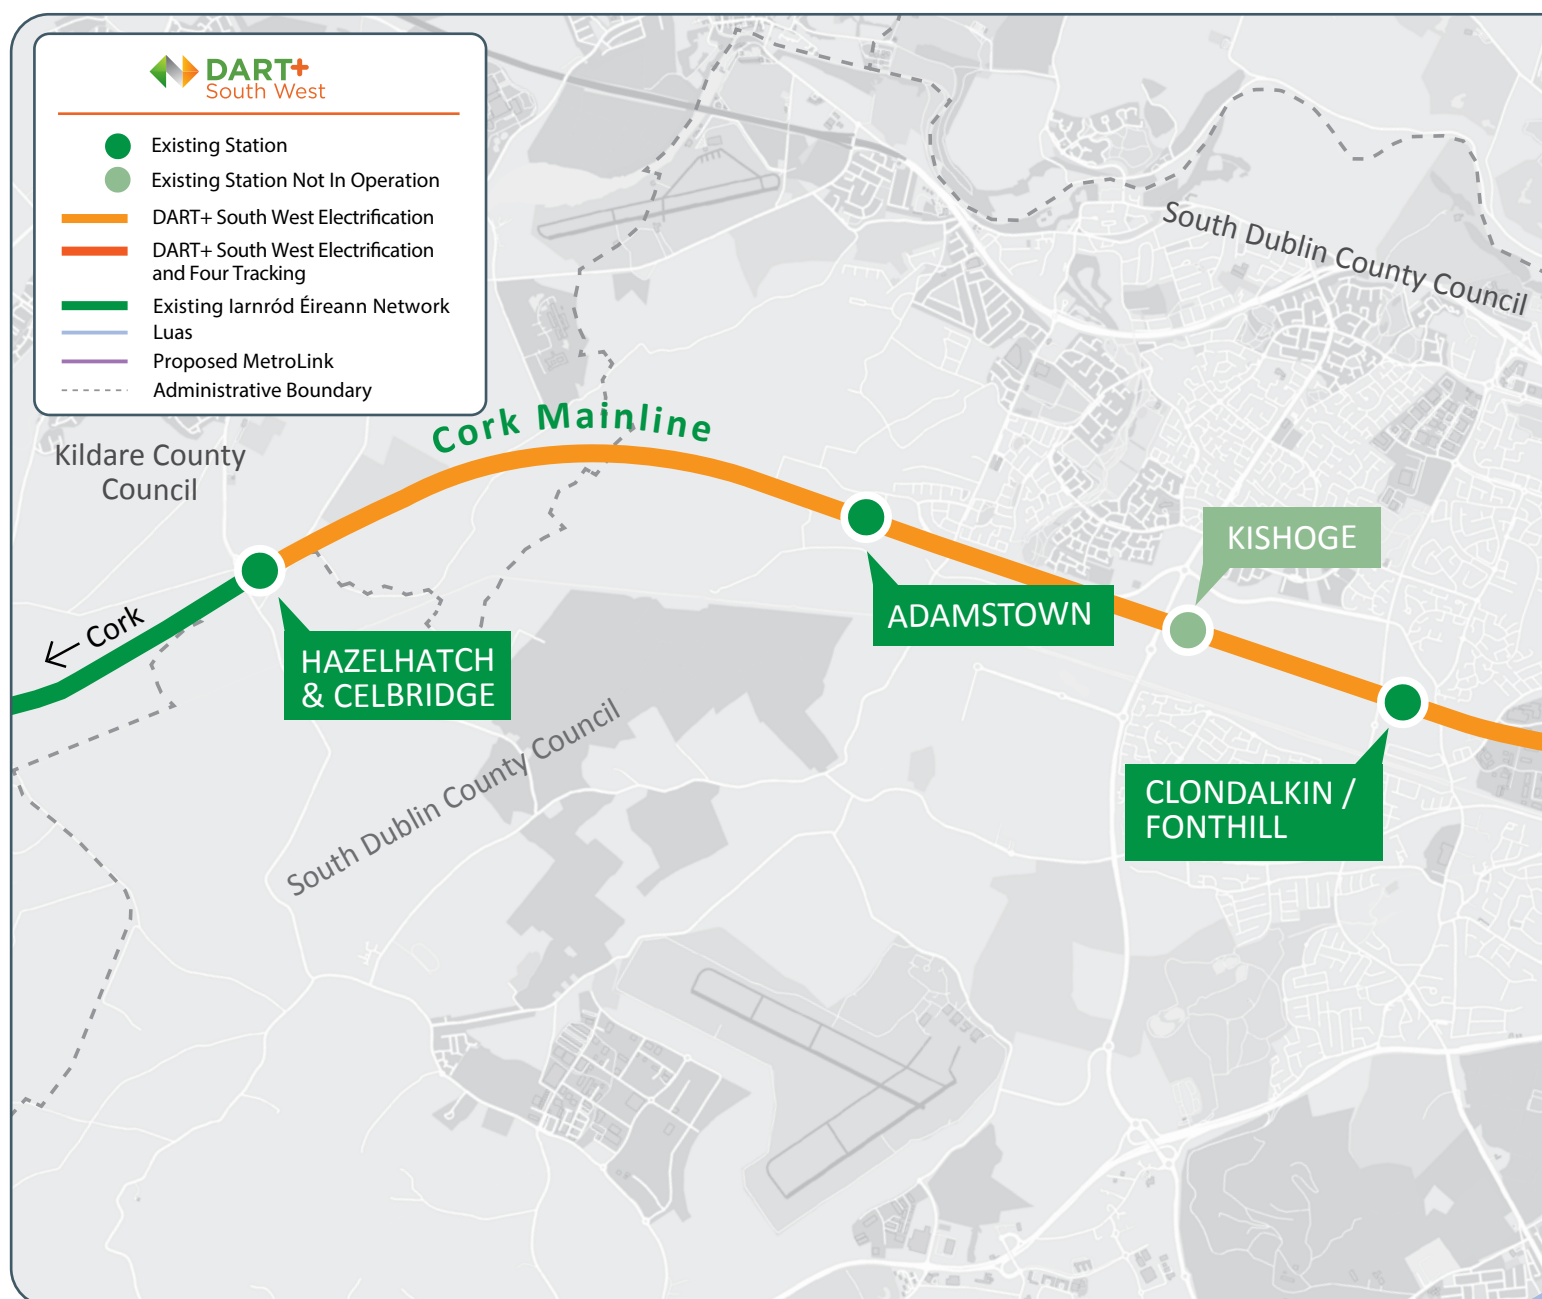 DART+
South West
Existing Station
Existing Station Not In Operation
DART+ South West Electrification
DART+ South West Electrification
and Four Tracking
Existing Iarnród Éireann Network
Luas
Proposed MetroLink
Administrative Boundary
South Dublin County Council
Cork Mainline
Kildare County
Council
KISHOGE
ADAMSTOWN
Cork
HAZELHATCH
& CELBRIDGE
South Dublin County Council
CLONDALKIN /
FONTHILL